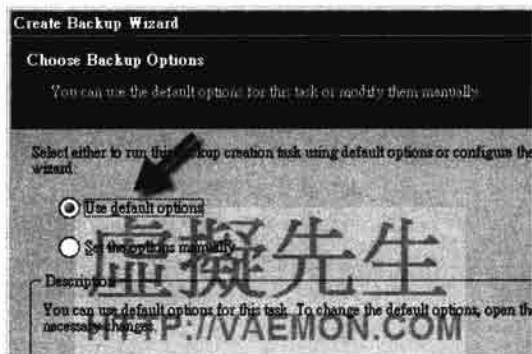 Create Backup Wizard
Choose Backup Options
You can use the default options for this task or modify them manually.
Select either to run this backup creation task using default options or configure the
wizard.
Use default options
Set the options manually
虛擬先生
Description
You can use default options for this task. To change the default options, open th
necessary changes.
HTTP://VAEMON.COM